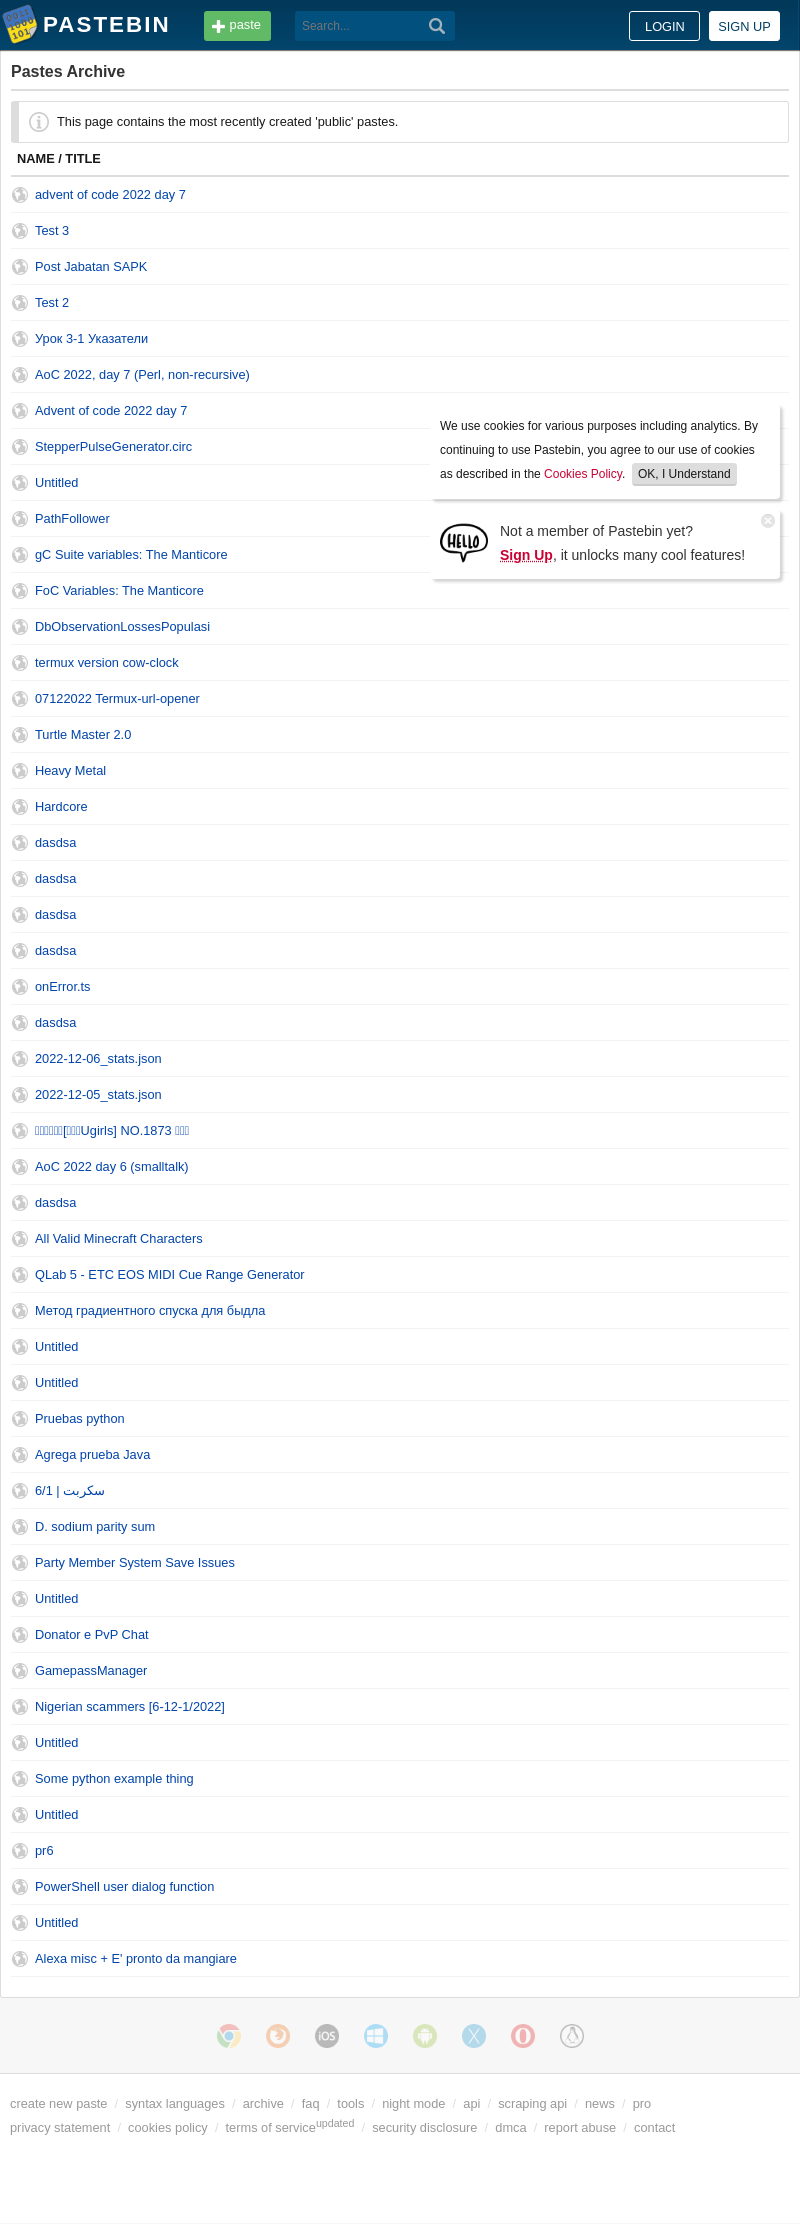 PASTEBIN
paste
Search...
LOGIN
SIGN UP
Pastes Archive
This page contains the most recently created 'public' pastes.
NAME / TITLE
advent of code 2022 day 7
Test 3
Post Jabatan SAPK
Test 2
Урок 3-1 Указатели
AoC 2022, day 7 (Perl, non-recursive)
Advent of code 2022 day 7
StepperPulseGenerator.circ
Untitled
PathFollower
gC Suite variables: The Manticore
FoC Variables: The Manticore
We use cookies for various purposes including analytics. By
continuing to use Pastebin, you agree to our use of cookies
as described in the Cookies Policy. OK, I Understand
HELLO
Not a member of Pastebin yet?
Sign Up, it unlocks many cool features!
DbObservationLossesPopulasi
termux version cow-clock
07122022 Termux-url-opener
Turtle Master 2.0
Heavy Metal
Hardcore
dasdsa
dasdsa
dasdsa
dasdsa
onError.ts
dasdsa
2022-12-06_stats.json
2022-12-05_stats.json
Ugirls] NO.1873
AoC 2022 day 6 (smalltalk)
dasdsa
All Valid Minecraft Characters
QLab 5 - ETC EOS MIDI Cue Range Generator
Метод градиентного спуска для быдла
Untitled
Untitled
Pruebas python
Agrega prueba Java
6/1 | سكربت
D. sodium parity sum
Party Member System Save Issues
Untitled
Donator e PvP Chat
GamepassManager
Nigerian scammers [6-12-1/2022]
Untitled
Some python example thing
Untitled
pr6
PowerShell user dialog function
Untitled
Alexa misc + E' pronto da mangiare
iOS
create new paste / syntax languages / archive / faq / tools / night mode / api / scraping api / news / pro
privacy statement / cookies policy / terms of service updated / security disclosure / dmca / report abuse / contact